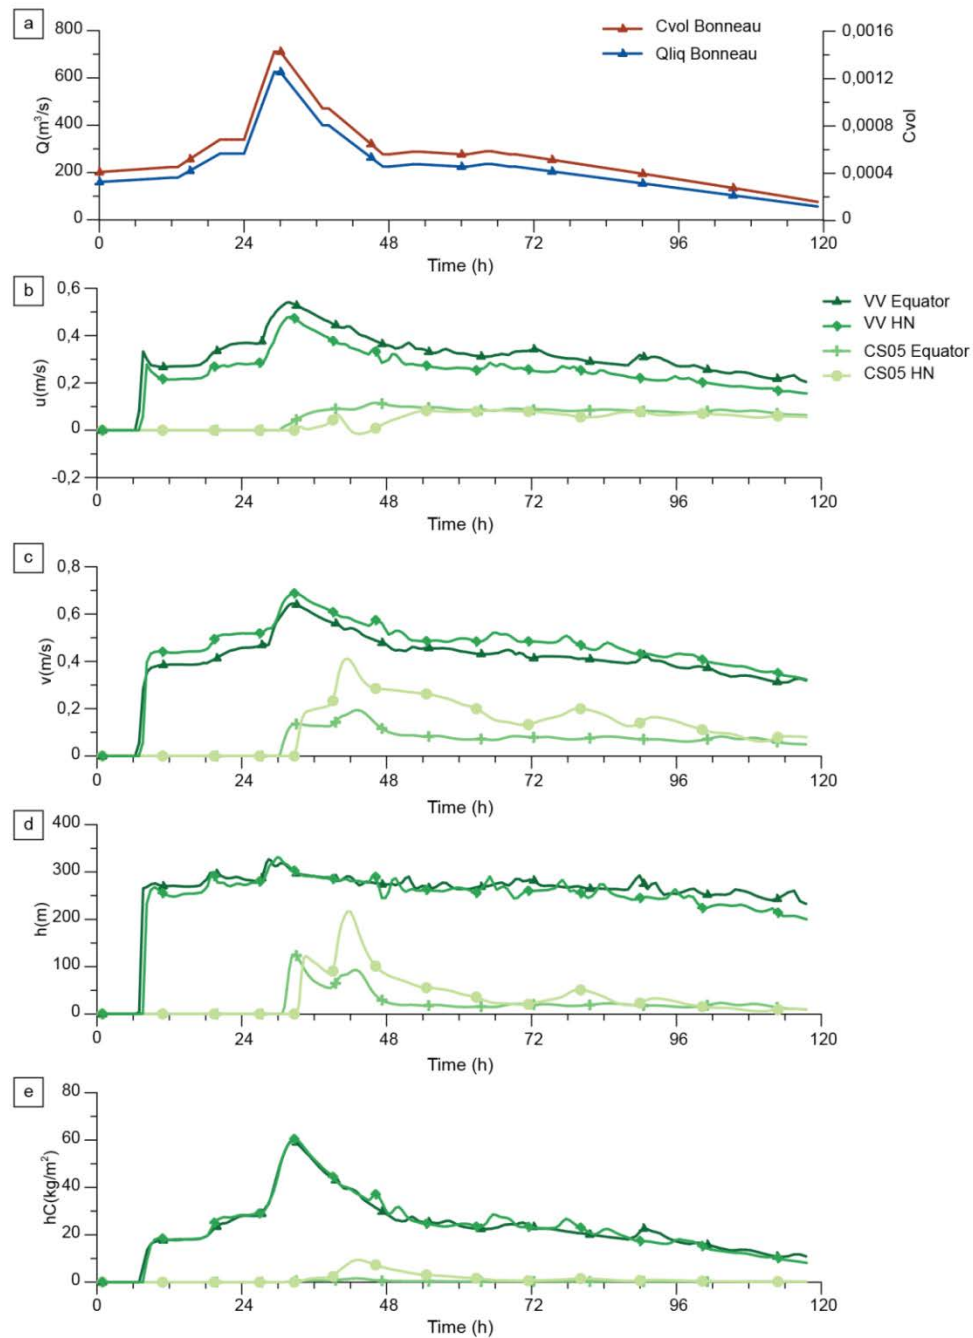 a
Cvol Bonneau
Qliq Bonneau
800
600
400
200
0
Q(m³/s)
0,0016
0,0012
0,0008
0,0004
0
Cvol
0 24 48 72 96 120
Time (h)
b
VV Equator
VV HN
CS05 Equator
CS05 HN
0,6
0,4
0,2
0
-0,2
u(m/s)
0 24 48 72 96 120
Time (h)
c
0,8
0,6
0,4
0,2
0
v(m/s)
0 24 48 72 96 120
Time (h)
d
400
300
200
100
0
h(m)
0 24 48 72 96 120
Time (h)
e
80
60
40
20
0
hC(kg/m²)
0 24 48 72 96 120
Time (h)